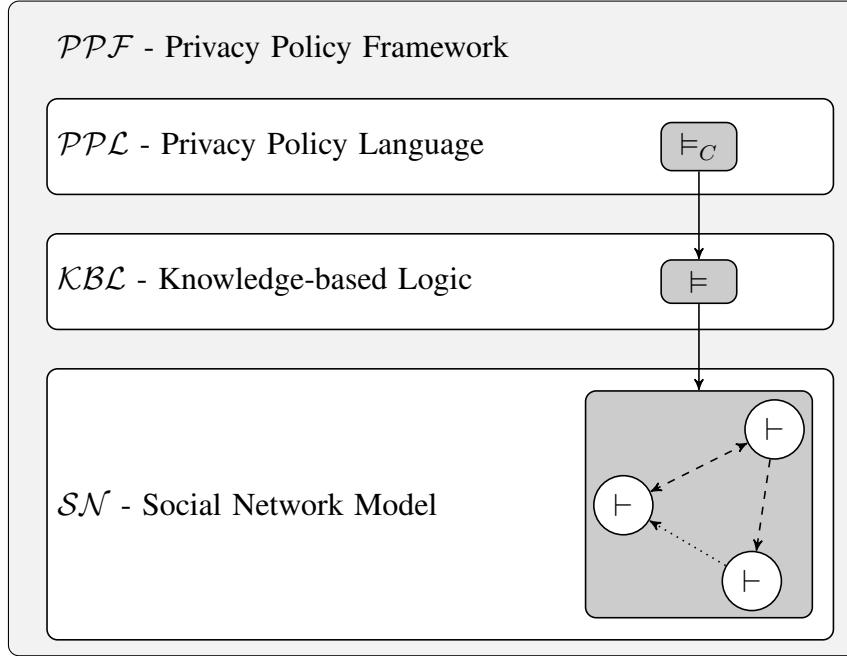 𝒫𝒫ℱ - Privacy Policy Framework
𝒫𝒫ℒ - Privacy Policy Language
⊨_C
𝒦ℬℒ - Knowledge-based Logic
⊨
⊢
𝒮𝒩 - Social Network Model
⊢
⊢